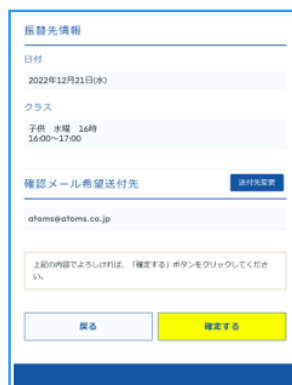 振替先情報
日付
2022年12月21日(水)
クラス
子供 水曜 16時
16:00～17:00
確認メール希望送付先
送付先変更
atoms@atoms.co.jp
上記の内容でよろしければ、「確定する」ボタンをクリックしてくださ
い。
戻る
確定する